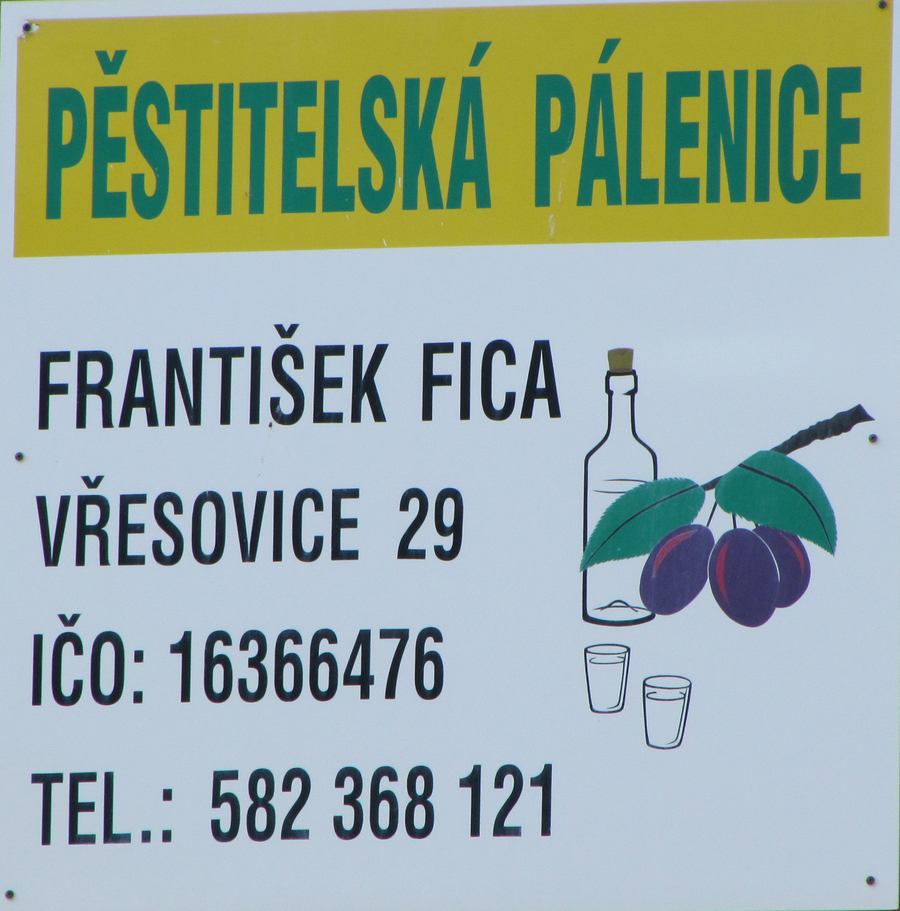 PĚSTITELSKÁ PÁLENICE
FRANTIŠEK FICA
VŘESOVICE 29
IČO: 16366476
TEL.: 582 368 121